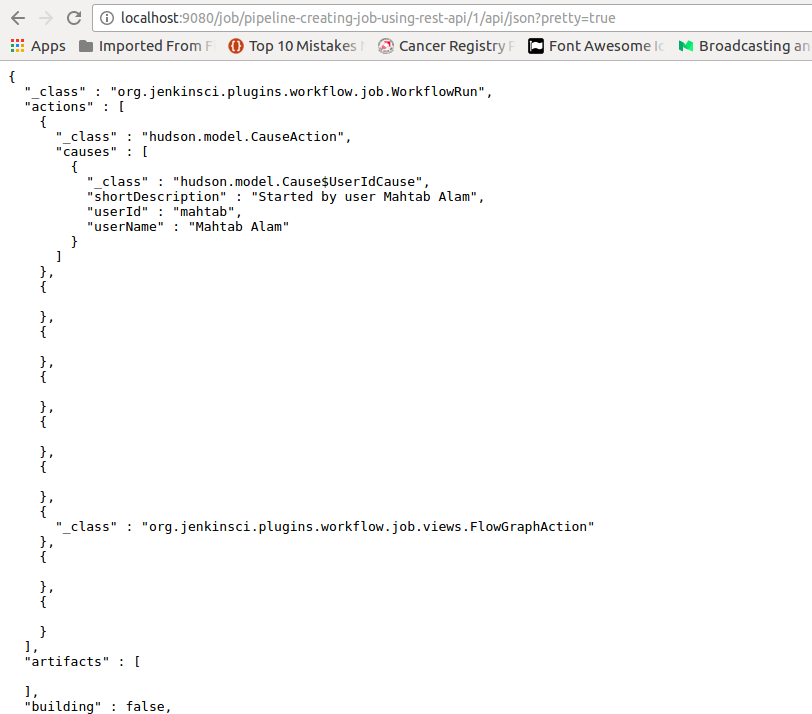 localhost:9080/job/pipeline-creating-job-using-rest-api/1/api/json?pretty=true
Apps Imported From Top 10 Mistakes Cancer Registry Font Awesome Broadcasting an
{
  "_class" : "org.jenkinsci.plugins.workflow.job.WorkflowRun",
  "actions" : [
    {
      "_class" : "hudson.model.CauseAction",
      "causes" : [
        {
          "_class" : "hudson.model.Cause$UserIdCause",
          "shortDescription" : "Started by user Mahtab Alam",
          "userId" : "mahtab",
          "userName" : "Mahtab Alam"
        }
      ]
    },
    {
    },
    {
    },
    {
    },
    {
    },
    {
    },
    {
      "_class" : "org.jenkinsci.plugins.workflow.job.views.FlowGraphAction"
    },
    {
    },
    {
    }
  ],
  "artifacts" : [
  ],
  "building" : false,